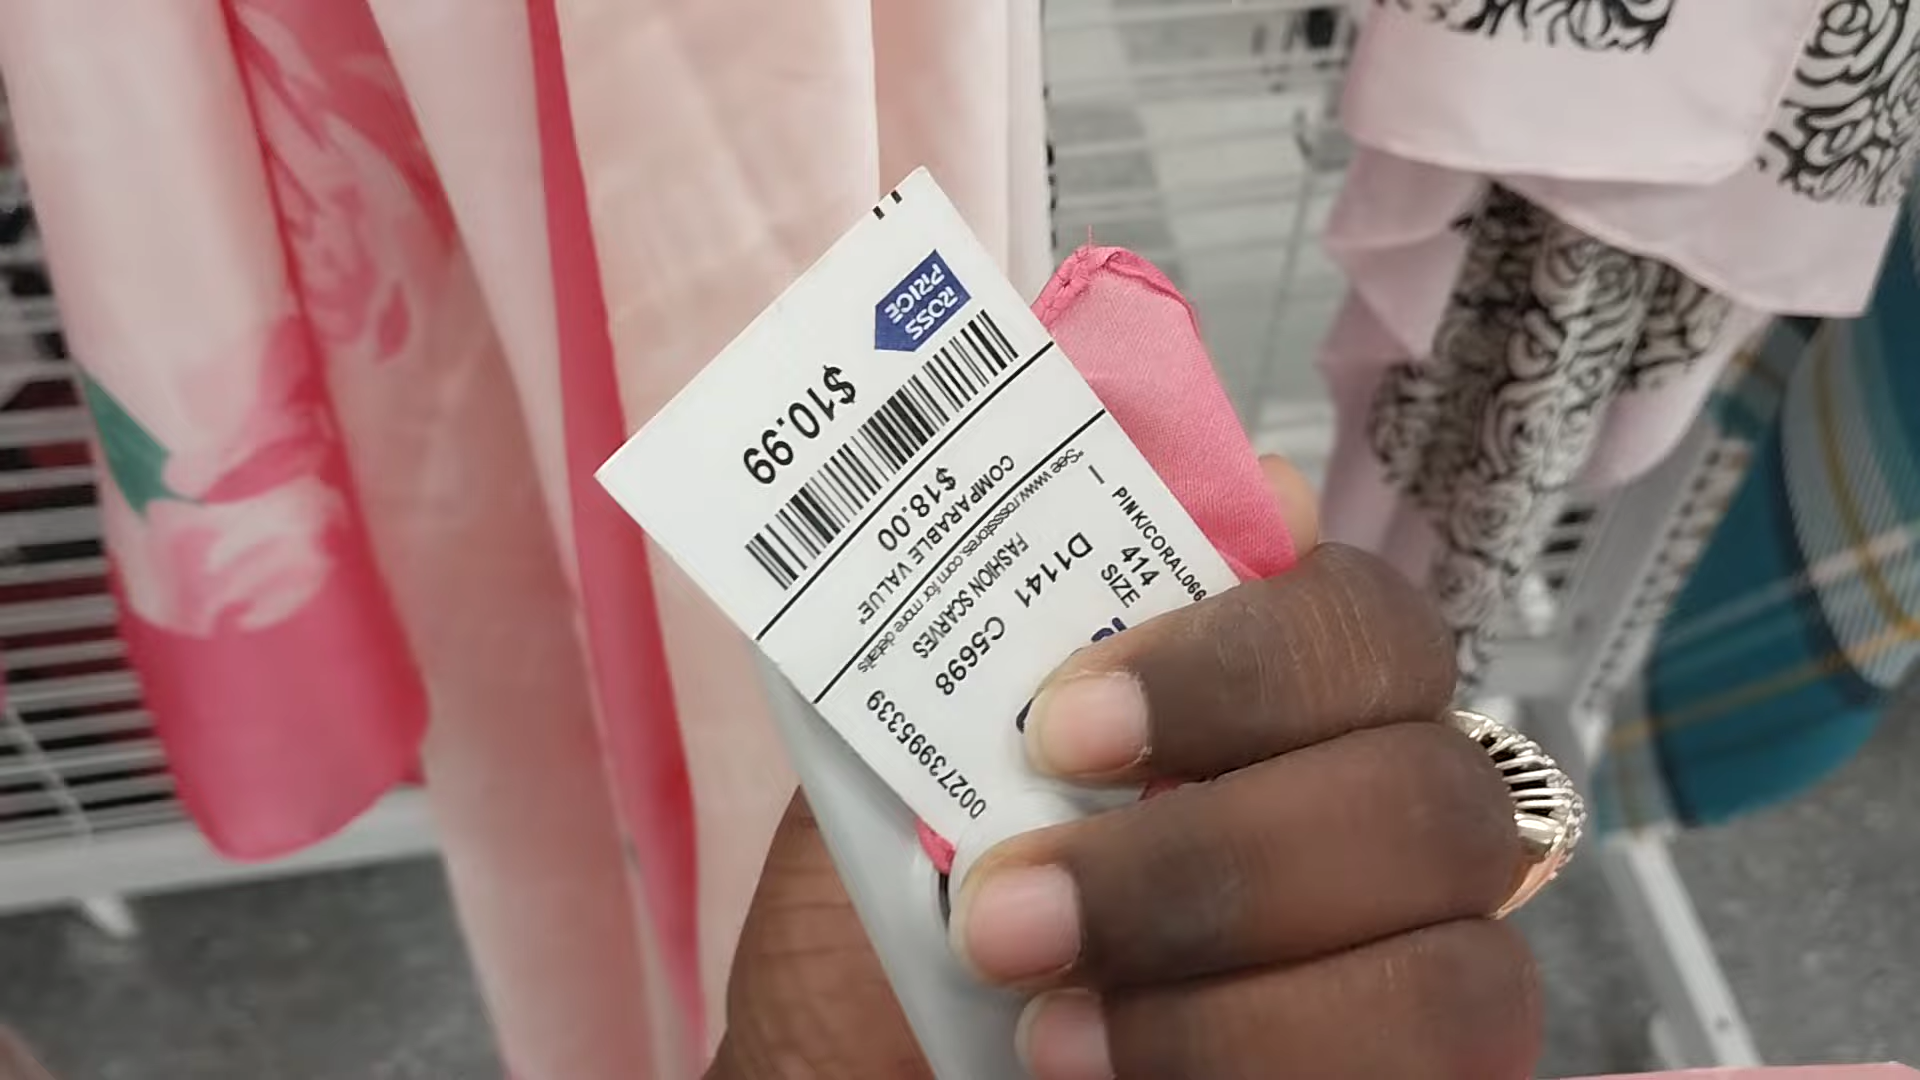 PINK/CORAL066
414
SIZE
D1141 C5698
FASHION SCARVES
002739995339
*See www.rossstores.com for more details
COMPARABLE VALUE*
$18.00
ROSS
PRICE
$10.99